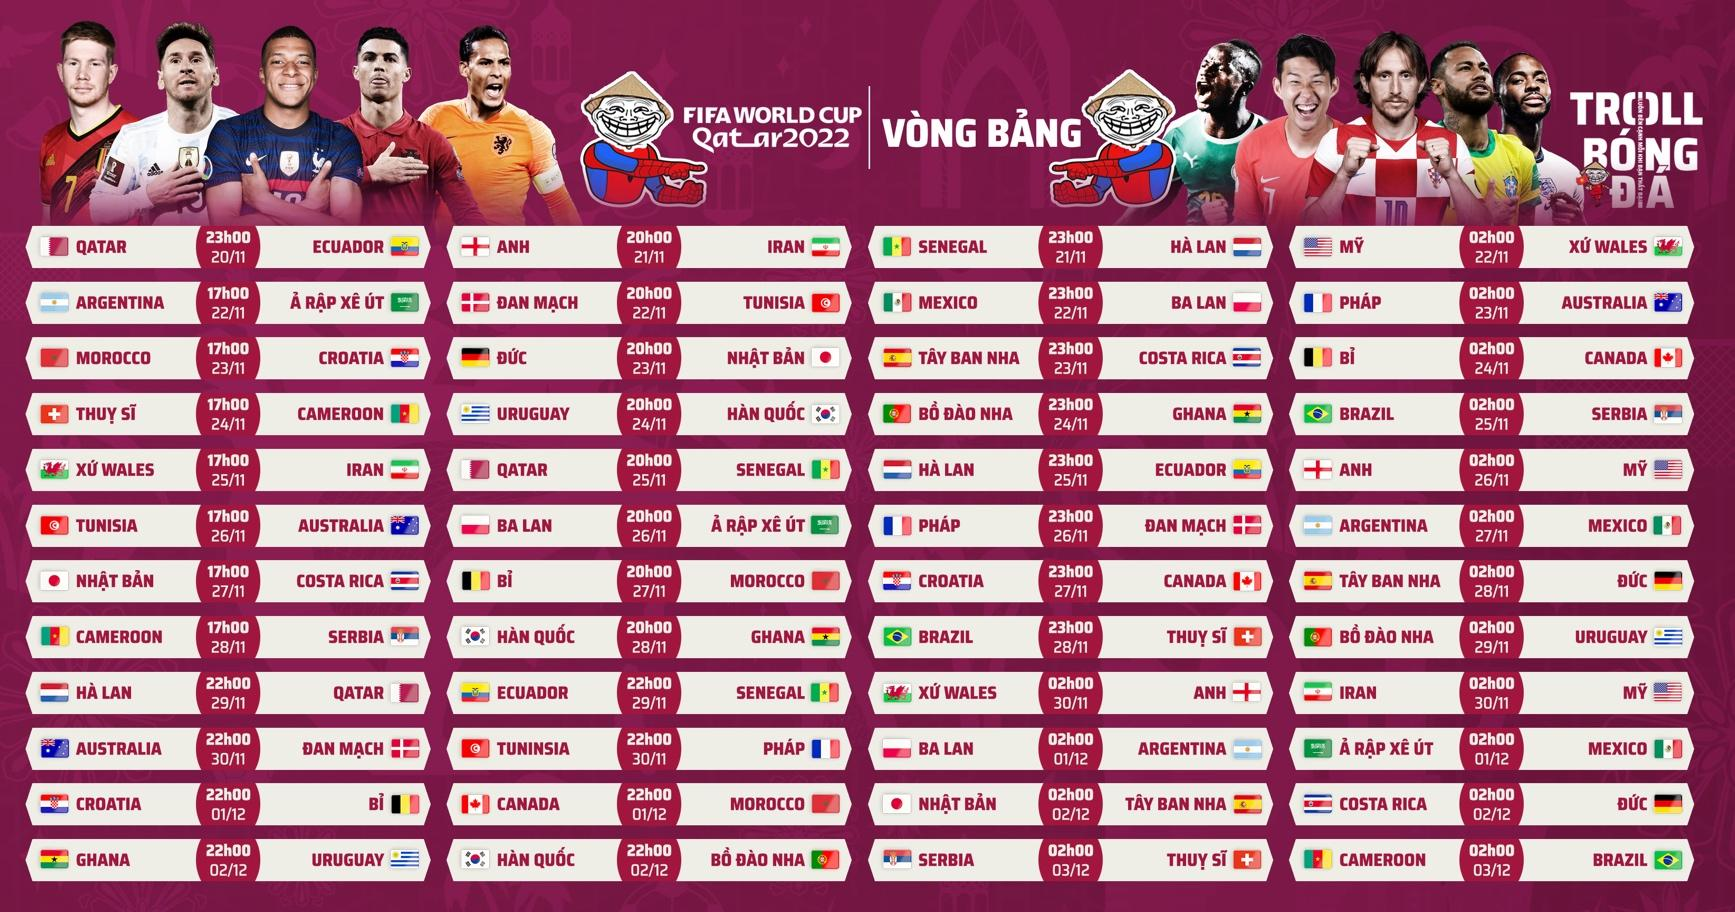 FIFA WORLD CUP
Qatar2022
VÒNG BẢNG
TROLL
BÓNG
ĐÁ
QATAR 23h00 20/11 ECUADOR
ANH 20h00 21/11 IRAN
SENEGAL 23h00 21/11 HÀ LAN
MỸ 02h00 22/11 XỨ WALES
ARGENTINA 17h00 22/11 Ả RẬP XÊ ÚT
ĐAN MẠCH 20h00 22/11 TUNISIA
MEXICO 23h00 22/11 BA LAN
PHÁP 02h00 23/11 AUSTRALIA
MOROCCO 17h00 23/11 CROATIA
ĐỨC 20h00 23/11 NHẬT BẢN
TÂY BAN NHA 23h00 23/11 COSTA RICA
BỈ 02h00 24/11 CANADA
THUỴ SĨ 17h00 24/11 CAMEROON
URUGUAY 20h00 24/11 HÀN QUỐC
BỒ ĐÀO NHA 23h00 24/11 GHANA
BRAZIL 02h00 25/11 SERBIA
XỨ WALES 17h00 25/11 IRAN
QATAR 20h00 25/11 SENEGAL
HÀ LAN 23h00 25/11 ECUADOR
ANH 02h00 26/11 MỸ
TUNISIA 17h00 26/11 AUSTRALIA
BA LAN 20h00 26/11 Ả RẬP XÊ ÚT
PHÁP 23h00 26/11 ĐAN MẠCH
ARGENTINA 02h00 27/11 MEXICO
NHẬT BẢN 17h00 27/11 COSTA RICA
BỈ 20h00 27/11 MOROCCO
CROATIA 23h00 27/11 CANADA
TÂY BAN NHA 02h00 28/11 ĐỨC
CAMEROON 17h00 28/11 SERBIA
HÀN QUỐC 20h00 28/11 GHANA
BRAZIL 23h00 28/11 THUỴ SĨ
BỒ ĐÀO NHA 02h00 29/11 URUGUAY
HÀ LAN 22h00 29/11 QATAR
ECUADOR 22h00 29/11 SENEGAL
XỨ WALES 02h00 30/11 ANH
IRAN 02h00 30/11 MỸ
AUSTRALIA 22h00 30/11 ĐAN MẠCH
TUNINSIA 22h00 30/11 PHÁP
BA LAN 02h00 01/12 ARGENTINA
Ả RẬP XÊ ÚT 02h00 01/12 MEXICO
CROATIA 22h00 01/12 BỈ
CANADA 22h00 01/12 MOROCCO
NHẬT BẢN 02h00 02/12 TÂY BAN NHA
COSTA RICA 02h00 02/12 ĐỨC
GHANA 22h00 02/12 URUGUAY
HÀN QUỐC 22h00 02/12 BỒ ĐÀO NHA
SERBIA 02h00 03/12 THUỴ SĨ
CAMEROON 02h00 03/12 BRAZIL